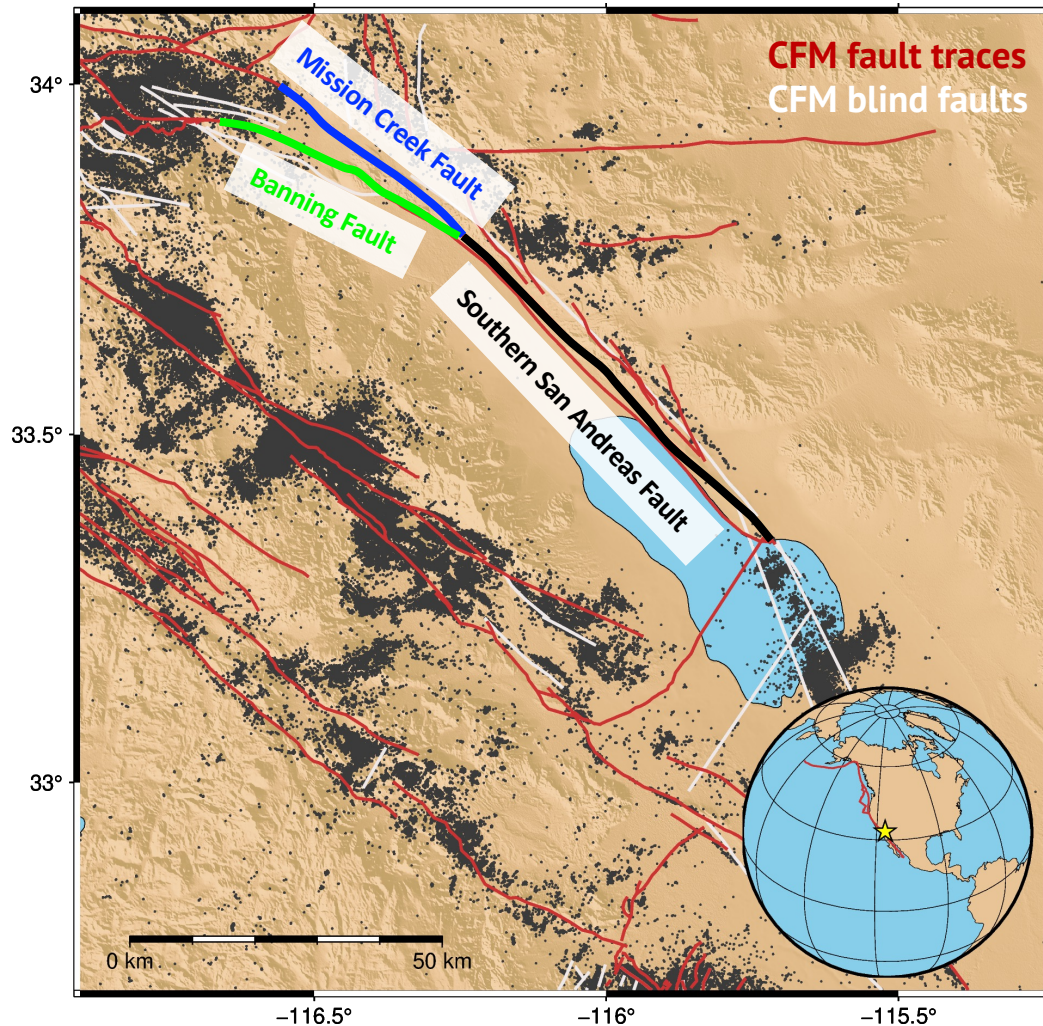 CFM fault traces
CFM blind faults
Mission Creek Fault
Banning Fault
Southern San Andreas Fault
34°
33.5°
33°
0 km
50 km
−116.5°
−116°
−115.5°